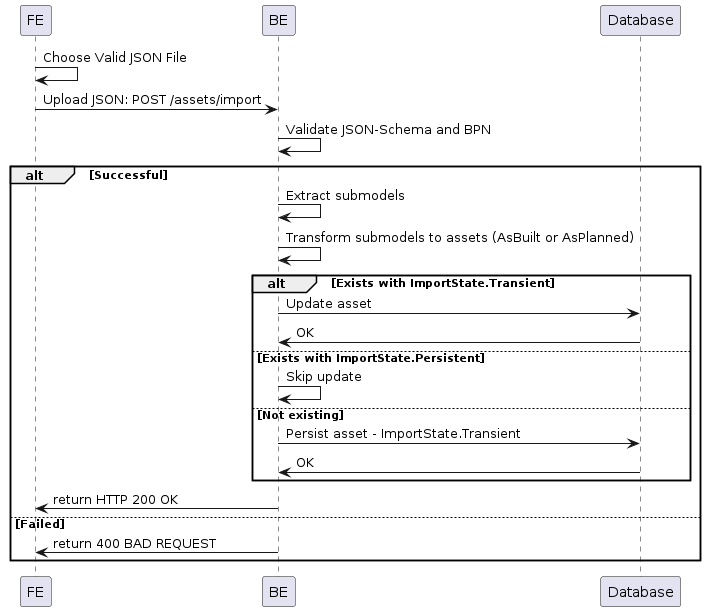 FE
BE
Database
Choose Valid JSON File
Upload JSON: POST /assets/import
Validate JSON-Schema and BPN
alt [Successful]
Extract submodels
Transform submodels to assets (AsBuilt or AsPlanned)
alt [Exists with ImportState.Transient]
Update asset
OK
[Exists with ImportState.Persistent]
Skip update
[Not existing]
Persist asset - ImportState.Transient
OK
return HTTP 200 OK
[Failed]
return 400 BAD REQUEST
FE
BE
Database